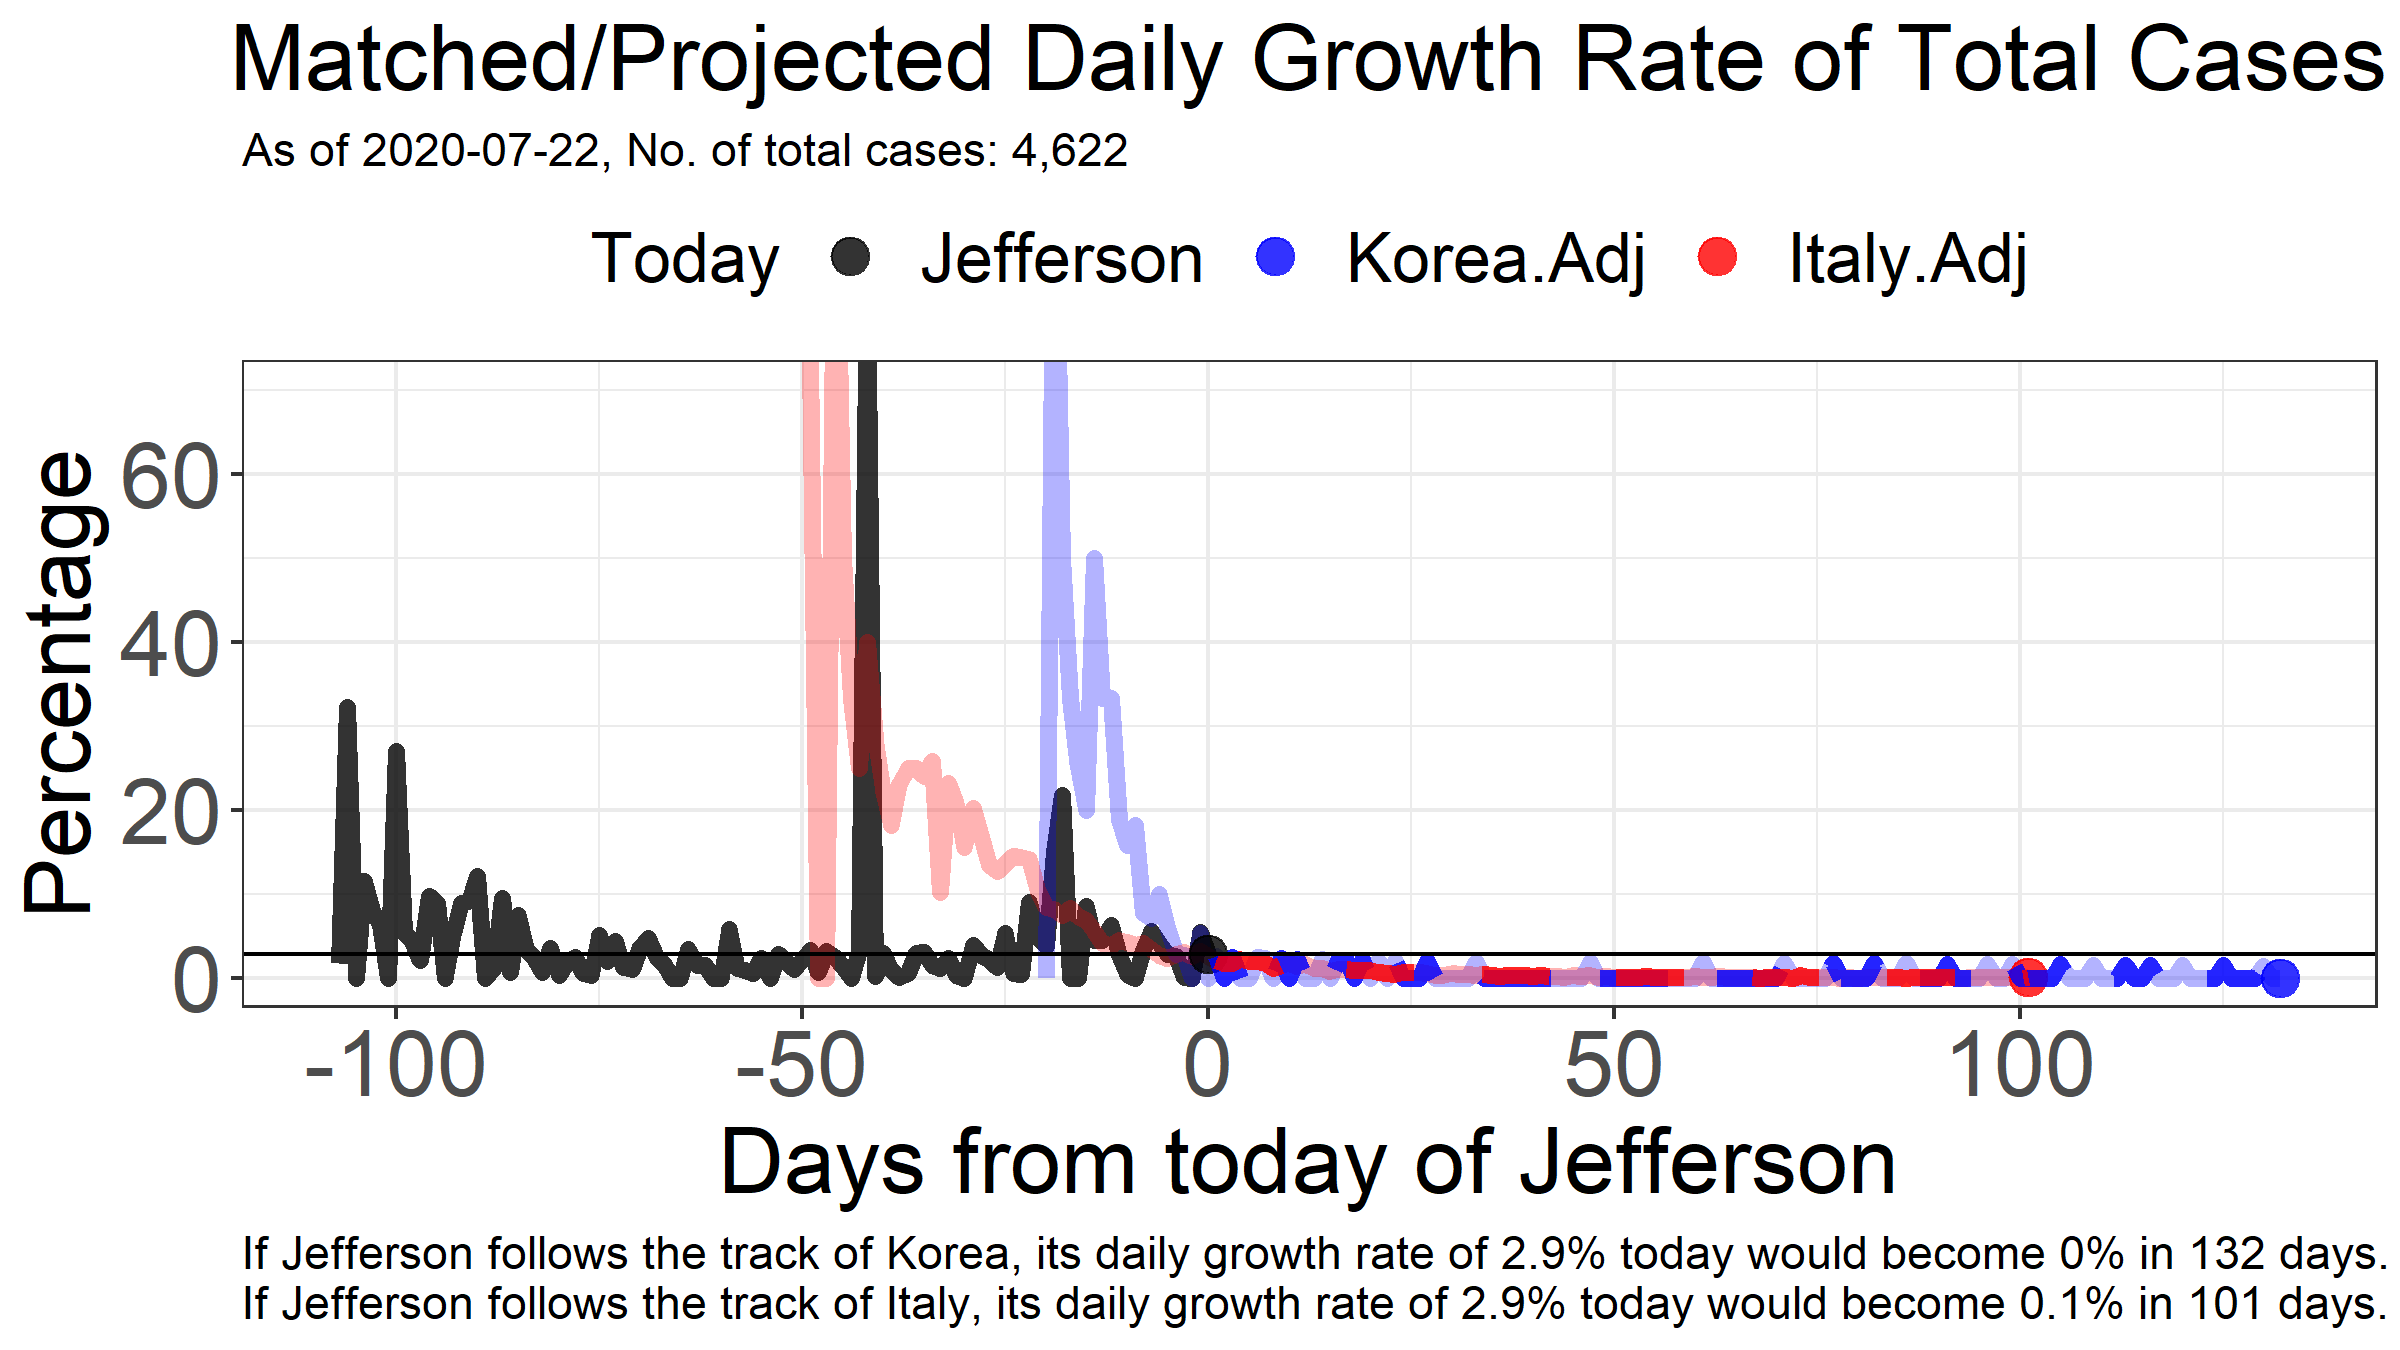 Matched/Projected Daily Growth Rate of Total Cases
As of 2020-07-22, No. of total cases: 4,622
Today Jefferson Korea.Adj Italy.Adj
Percentage
60
40
20
0
-100 -50 0 50 100
Days from today of Jefferson
If Jefferson follows the track of Korea, its daily growth rate of 2.9% today would become 0% in 132 days.
If Jefferson follows the track of Italy, its daily growth rate of 2.9% today would become 0.1% in 101 days.